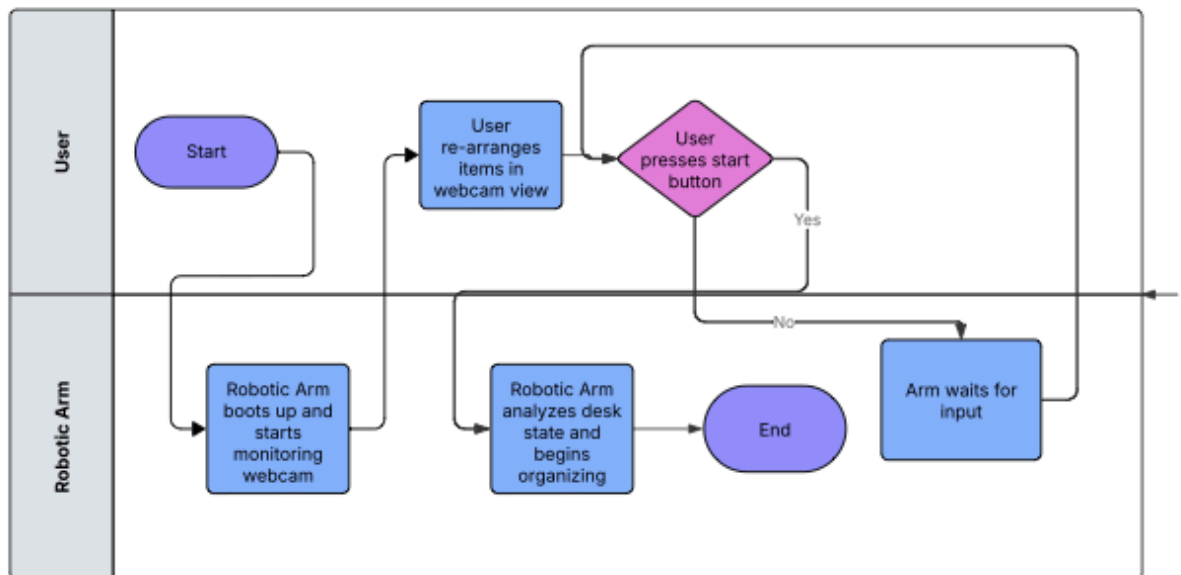 User
Start
User
re-arranges
items in
webcam view
User
presses start
button
Yes
No
Robotic Arm
Robotic Arm
boots up and
starts
monitoring
webcam
Robotic Arm
analyzes desk
state and
begins
organizing
End
Arm waits for
input